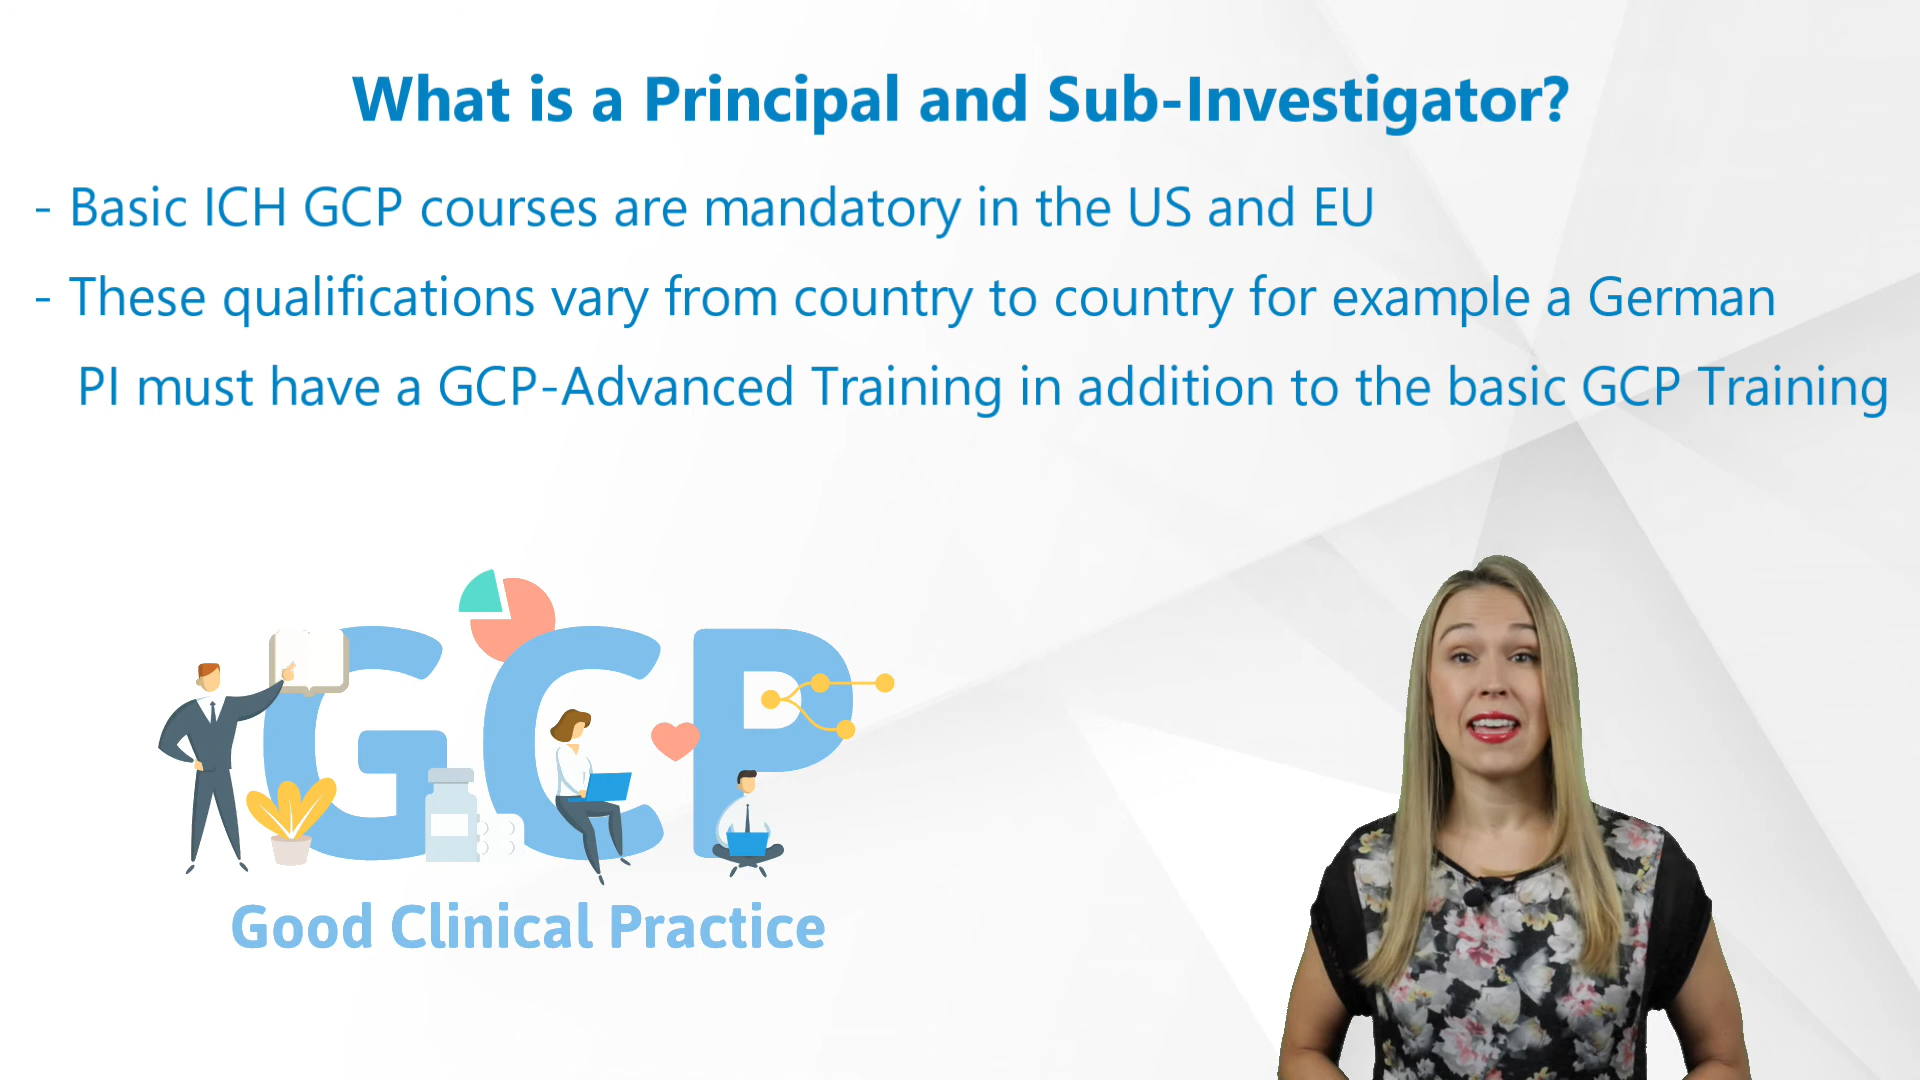 What is a Principal and Sub-Investigator?
- Basic ICH GCP courses are mandatory in the US and EU
- These qualifications vary from country to country for example a German
PI must have a GCP-Advanced Training in addition to the basic GCP Training
GCP
Good Clinical Practice